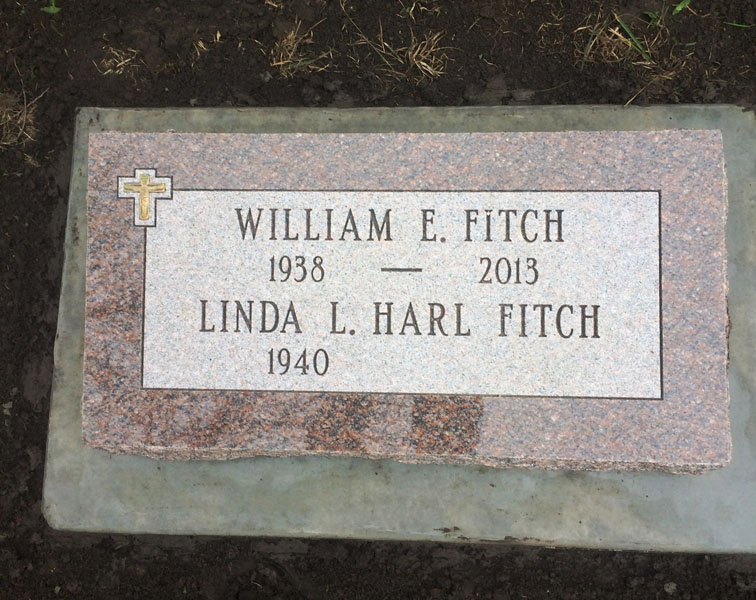 WILLIAM E. FITCH
1938 — 2013
LINDA L. HARL FITCH
1940